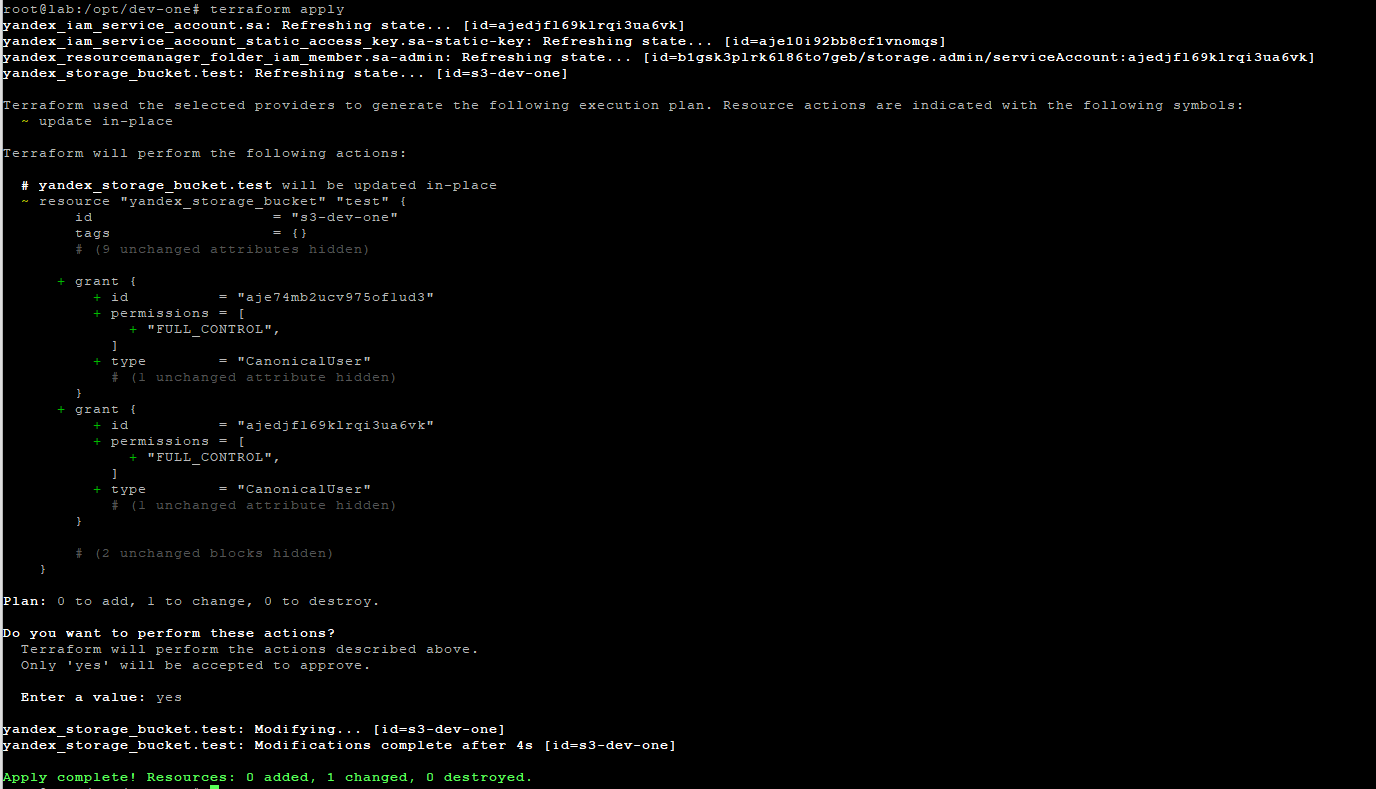 root@lab:/opt/dev-one# terraform apply
yandex_iam_service_account.sa: Refreshing state... [id=ajedjfl69klrqi3ua6vk]
yandex_iam_service_account_static_access_key.sa-static-key: Refreshing state... [id=aje10i92bb8cf1vnomqs]
yandex_resourcemanager_folder_iam_member.sa-admin: Refreshing state... [id=b1gsk3plrk6l86to7geb/storage.admin/serviceAccount:ajedjfl69klrqi3ua6vk]
yandex_storage_bucket.test: Refreshing state... [id=s3-dev-one]
Terraform used the selected providers to generate the following execution plan. Resource actions are indicated with the following symbols:
~ update in-place
Terraform will perform the following actions:
# yandex_storage_bucket.test will be updated in-place
~ resource "yandex_storage_bucket" "test" {
id = "s3-dev-one"
tags = {}
# (9 unchanged attributes hidden)
+ grant {
+ id = "aje74mb2ucv975of1ud3"
+ permissions = [
+ "FULL_CONTROL",
]
+ type = "CanonicalUser"
# (1 unchanged attribute hidden)
}
+ grant {
+ id = "ajedjfl69klrqi3ua6vk"
+ permissions = [
+ "FULL_CONTROL",
]
+ type = "CanonicalUser"
# (1 unchanged attribute hidden)
}
# (2 unchanged blocks hidden)
}
Plan: 0 to add, 1 to change, 0 to destroy.
Do you want to perform these actions?
Terraform will perform the actions described above.
Only 'yes' will be accepted to approve.
Enter a value: yes
yandex_storage_bucket.test: Modifying... [id=s3-dev-one]
yandex_storage_bucket.test: Modifications complete after 4s [id=s3-dev-one]
Apply complete! Resources: 0 added, 1 changed, 0 destroyed.